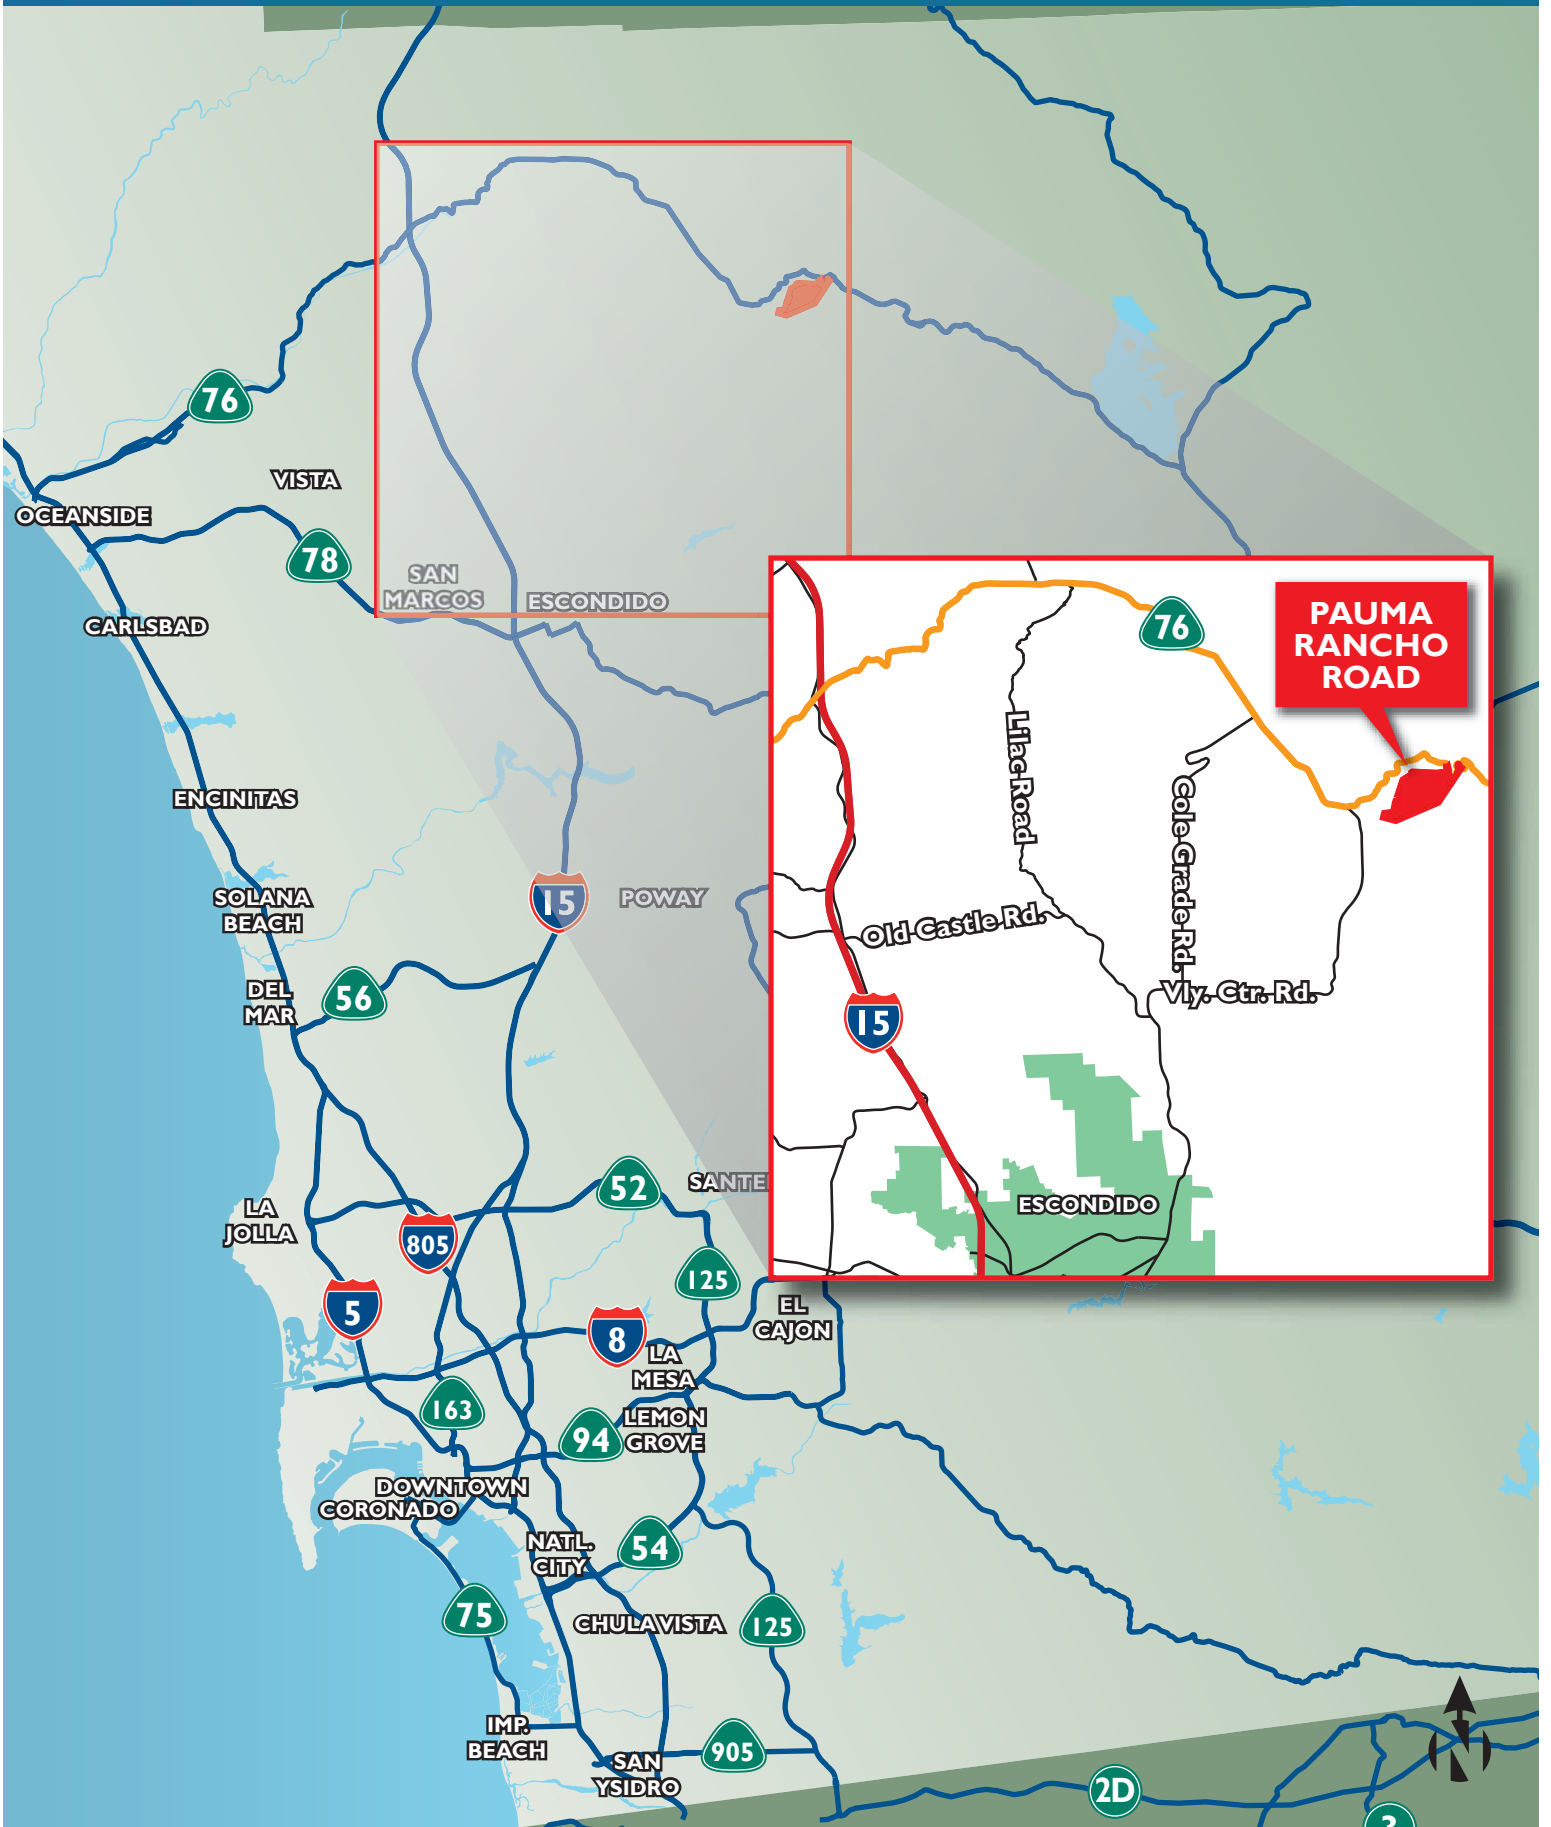 76
VISTA
OCEANSIDE
78
SAN
MARCOS
ESCONDIDO
CARLSBAD
76
PAUMA
RANCHO
ROAD
Lilac Road
Cole Grade Rd.
Old Castle Rd.
Vly. Ctr. Rd.
15
ESCONDIDO
ENCINITAS
SOLANA
BEACH
15
POWAY
DEL
MAR
56
52
SANTE
LA
JOLLA
805
125
5
8
EL
CAJON
LA
MESA
163
94
LEMON
GROVE
DOWNTOWN
CORONADO
NATL.
CITY
54
75
CHULA VISTA
125
IMP.
BEACH
905
SAN
YSIDRO
2D
3
N